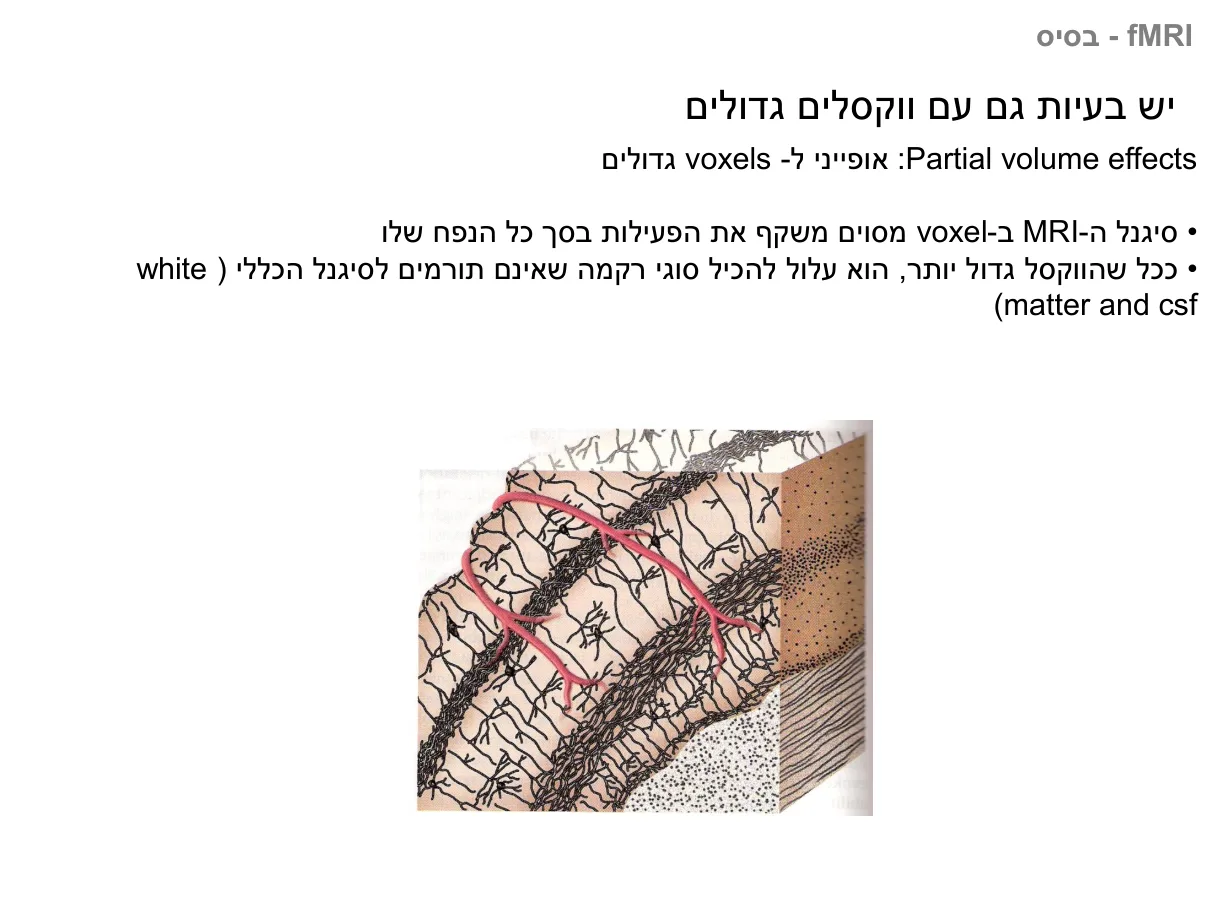 fMRI - בסיס
יש בעיות גם עם ווקסלים גדולים
Partial volume effects: אופייני ל- voxels גדולים
• סיגנל ה-MRI ב-voxel מסוים משקף את הפעילות בסך כל הנפח שלו
• ככל שהווקסל גדול יותר, הוא עלול להכיל סוגי רקמה שאינם תורמים לסיגנל הכללי ( white
matter and csf)